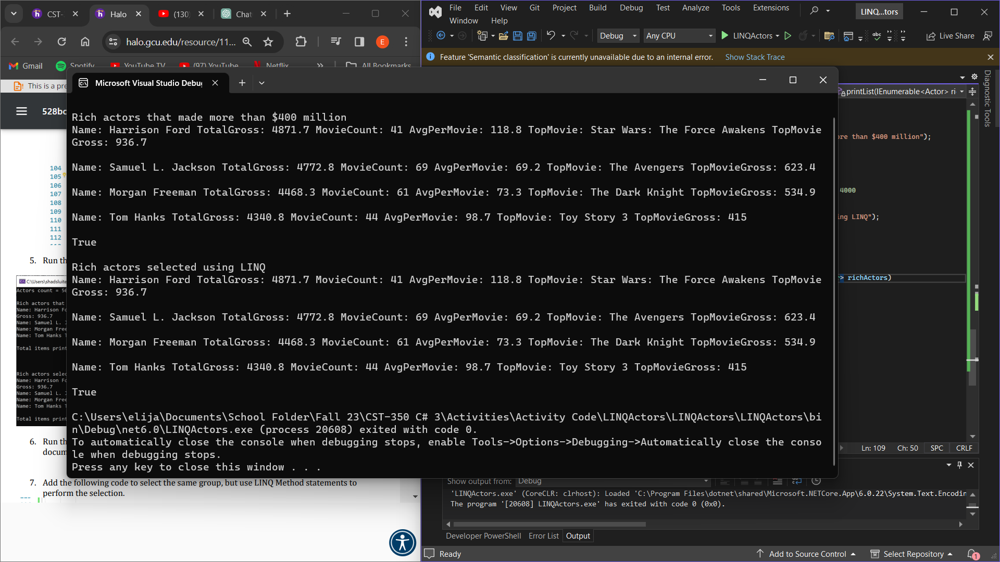 CST-
Halo
(130)
Chat
halo.gcu.edu/resource/11...
E
Gmail
Spotify
YouTube TV
(97) YouTube
Netflix
All Bookmarks
This is a pre
528bc
104
105
106
107
108
109
110
111
112
5. Run th
C:\Users\shadsluite
Actors count = 50
Rich actors that
Name: Harrison Fo
Gross: 936.7
Name: Samuel L. J
Name: Morgan Free
Name: Tom Hanks T
Total items print
Rich actors selec
Name: Harrison Fo
Gross: 936.7
Name: Samuel L. J
Name: Morgan Free
Name: Tom Hanks T
Total items print
6. Run th
docum
7. Add the following code to select the same group, but use LINQ Method statements to
perform the selection.
File Edit View Git Project Build Debug Test Analyze Tools Extensions
Window Help
LINQ...tors
Debug
Any CPU
LINQActors
Live Share
Feature 'Semantic classification' is currently unavailable due to an internal error. Show Stack Trace
Microsoft Visual Studio Debug
Rich actors that made more than $400 million
Name: Harrison Ford TotalGross: 4871.7 MovieCount: 41 AvgPerMovie: 118.8 TopMovie: Star Wars: The Force Awakens TopMovie
Gross: 936.7
Name: Samuel L. Jackson TotalGross: 4772.8 MovieCount: 69 AvgPerMovie: 69.2 TopMovie: The Avengers TopMovieGross: 623.4
Name: Morgan Freeman TotalGross: 4468.3 MovieCount: 61 AvgPerMovie: 73.3 TopMovie: The Dark Knight TopMovieGross: 534.9
Name: Tom Hanks TotalGross: 4340.8 MovieCount: 44 AvgPerMovie: 98.7 TopMovie: Toy Story 3 TopMovieGross: 415
True
Rich actors selected using LINQ
Name: Harrison Ford TotalGross: 4871.7 MovieCount: 41 AvgPerMovie: 118.8 TopMovie: Star Wars: The Force Awakens TopMovie
Gross: 936.7
Name: Samuel L. Jackson TotalGross: 4772.8 MovieCount: 69 AvgPerMovie: 69.2 TopMovie: The Avengers TopMovieGross: 623.4
Name: Morgan Freeman TotalGross: 4468.3 MovieCount: 61 AvgPerMovie: 73.3 TopMovie: The Dark Knight TopMovieGross: 534.9
Name: Tom Hanks TotalGross: 4340.8 MovieCount: 44 AvgPerMovie: 98.7 TopMovie: Toy Story 3 TopMovieGross: 415
True
C:\Users\elija\Documents\School Folder\Fall 23\CST-350 C# 3\Activities\Activity Code\LINQActors\LINQActors\LINQActors\bi
n\Debug\net6.0\LINQActors.exe (process 20608) exited with code 0.
To automatically close the console when debugging stops, enable Tools->Options->Debugging->Automatically close the conso
le when debugging stops.
Press any key to close this window . . .
printList(IEnumerable<Actor> ri
Diagnostic Tools
ore than $400 million");
4000
ing LINQ");
r> richActors)
Ln: 109 Ch: 50 SPC CRLF
Show output from: Debug
'LINQActors.exe' (CoreCLR: clrhost): Loaded 'C:\Program Files\dotnet\shared\Microsoft.NETCore.App\6.0.22\System.Text.Encodin
The program '[20608] LINQActors.exe' has exited with code 0 (0x0).
Developer PowerShell Error List Output
Ready
Add to Source Control
Select Repository
1